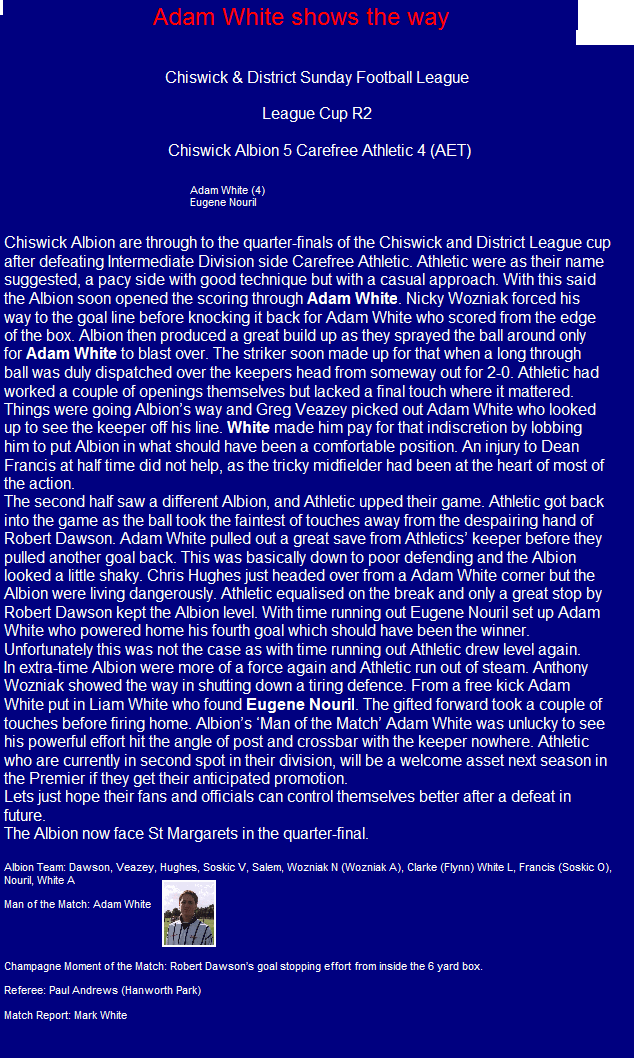 Adam White shows the way
Chiswick & District Sunday Football League
League Cup R2
Chiswick Albion 5 Carefree Athletic 4 (AET)
Adam White (4)
Eugene Nouril
Chiswick Albion are through to the quarter-finals of the Chiswick and District League cup
after defeating Intermediate Division side Carefree Athletic. Athletic were as their name
suggested, a pacy side with good technique but with a casual approach. With this said
the Albion soon opened the scoring through Adam White. Nicky Wozniak forced his
way to the goal line before knocking it back for Adam White who scored from the edge
of the box. Albion then produced a great build up as they sprayed the ball around only
for Adam White to blast over. The striker soon made up for that when a long through
ball was duly dispatched over the keepers head from someway out for 2-0. Athletic had
worked a couple of openings themselves but lacked a final touch where it mattered.
Things were going Albion’s way and Greg Veazey picked out Adam White who looked
up to see the keeper off his line. White made him pay for that indiscretion by lobbing
him to put Albion in what should have been a comfortable position. An injury to Dean
Francis at half time did not help, as the tricky midfielder had been at the heart of most of
the action.
The second half saw a different Albion, and Athletic upped their game. Athletic got back
into the game as the ball took the faintest of touches away from the despairing hand of
Robert Dawson. Adam White pulled out a great save from Athletics’ keeper before they
pulled another goal back. This was basically down to poor defending and the Albion
looked a little shaky. Chris Hughes just headed over from a Adam White corner but the
Albion were living dangerously. Athletic equalised on the break and only a great stop by
Robert Dawson kept the Albion level. With time running out Eugene Nouril set up Adam
White who powered home his fourth goal which should have been the winner.
Unfortunately this was not the case as with time running out Athletic drew level again.
In extra-time Albion were more of a force again and Athletic run out of steam. Anthony
Wozniak showed the way in shutting down a tiring defence. From a free kick Adam
White put in Liam White who found Eugene Nouril. The gifted forward took a couple of
touches before firing home. Albion’s ‘Man of the Match’ Adam White was unlucky to see
his powerful effort hit the angle of post and crossbar with the keeper nowhere. Athletic
who are currently in second spot in their division, will be a welcome asset next season in
the Premier if they get their anticipated promotion.
Lets just hope their fans and officials can control themselves better after a defeat in
future.
The Albion now face St Margarets in the quarter-final.
Albion Team: Dawson, Veazey, Hughes, Soskic V, Salem, Wozniak N (Wozniak A), Clarke (Flynn) White L, Francis (Soskic O),
Nouril, White A
Man of the Match: Adam White
Champagne Moment of the Match: Robert Dawson's goal stopping effort from inside the 6 yard box.
Referee: Paul Andrews (Hanworth Park)
Match Report: Mark White